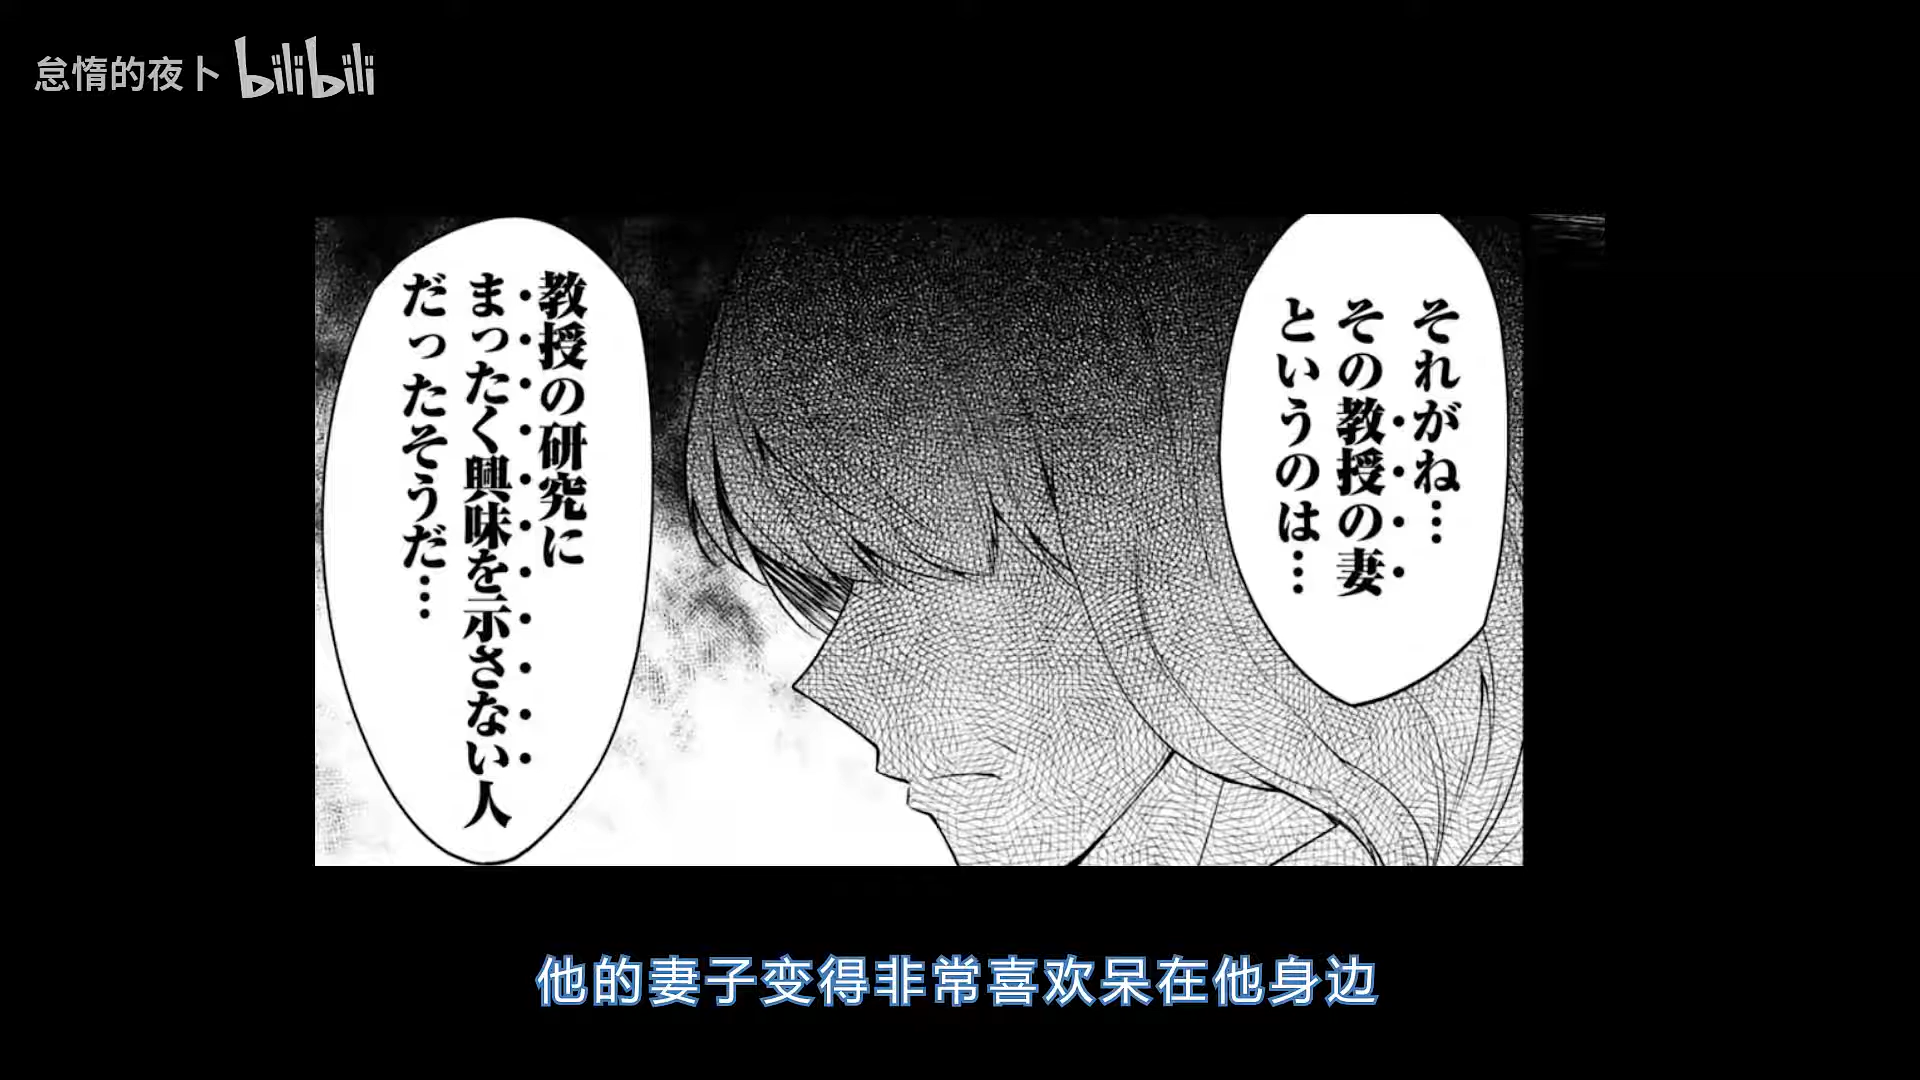 怠惰的夜卜 bilibili
それがね…
その教授の妻
というのは…
教授の研究に
まったく興味を示さない人
だったそうだ…
他的妻子变得非常喜欢呆在他身边